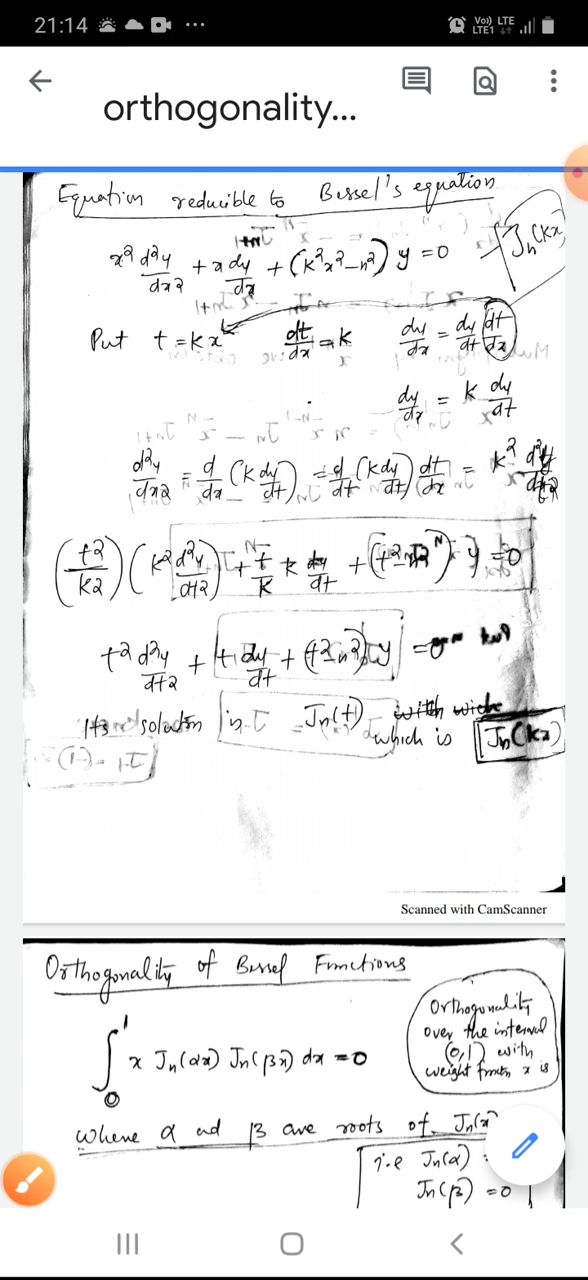 21:14 ... Vo) LTE LTE1
orthogonality...
Equation reducible to Bessel's equation
x² d²y/dx² + x dy/dx + (k²x²-n²) y = 0 Jn(kx)
Put t = kx dt/dx = k dy/dx = dy/dt dt/dx
dy/dx = k dy/dt
d²y/dx² = d/dx (k dy/dt) = d/dt (k dy/dt) dt/dx = k² d²y/dt²
(t²/k²) (k² d²y/dt²) + t/k k dy/dt + (t²-n²) y = 0
t² d²y/dt² + t dy/dt + (t²-n²) y = 0
Its solution is Jn(t) which is Jn(kx)
Scanned with CamScanner
Orthogonality of Bessel Functions
∫₀¹ x Jn(αx) Jn(βx) dx = 0
Orthogonality
over the interval
(0,1) with
weight x is
where α and β are roots of Jn(x)
i.e Jn(α) =
Jn(β) = 0